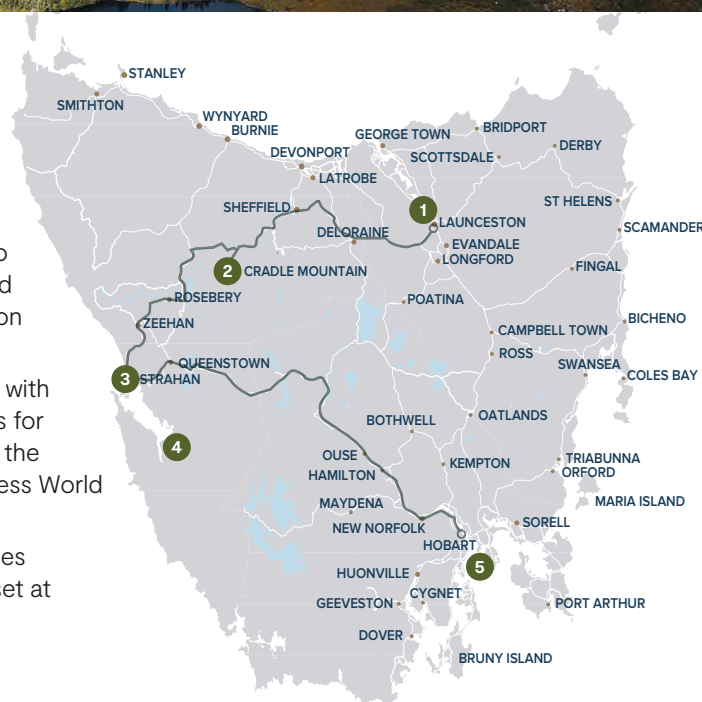 STANLEY
SMITHTON
WYNYARD
BURNIE
GEORGE TOWN
BRIDPORT
DEVONPORT
SCOTTSDALE
DERBY
LATROBE
SHEFFIELD
1
ST HELENS
LAUNCESTON
SCAMANDER
DELORAINE
EVANDALE
LONGFORD
2
CRADLE MOUNTAIN
FINGAL
ROSEBERY
POATINA
ZEEHAN
BICHENO
CAMPBELL TOWN
ROSS
QUEENSTOWN
SWANSEA
3
STRAHAN
COLES BAY
BOTHWELL
OATLANDS
4
OUSE
KEMPTON
TRIABUNNA
HAMILTON
ORFORD
MAYDENA
MARIA ISLAND
NEW NORFOLK
SORELL
HOBART
5
HUONVILLE
CYGNET
GEEVESTON
PORT ARTHUR
DOVER
BRUNY ISLAND
on
with
s for
the
ess World
es
set at